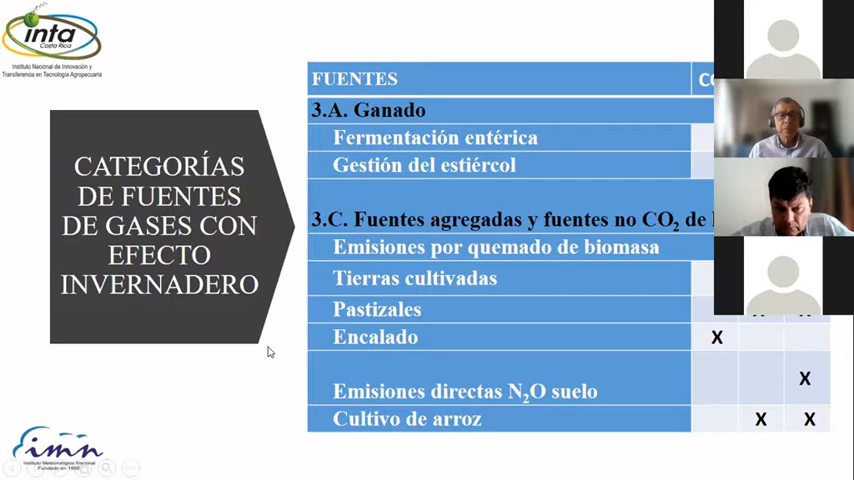 inta
Costa Rica
Instituto Nacional de Innovación y
Transferencia en Tecnología Agropecuaria
CATEGORÍAS
DE FUENTES
DE GASES CON
EFECTO
INVERNADERO
FUENTES
3.A. Ganado
Fermentación entérica
Gestión del estiércol
3.C. Fuentes agregadas y fuentes no CO₂ de
Emisiones por quemado de biomasa
Tierras cultivadas
Pastizales
Encalado X
X
Emisiones directas N₂O suelo
Cultivo de arroz X X
imn
Instituto Meteorológico Nacional
Fundado en 1888